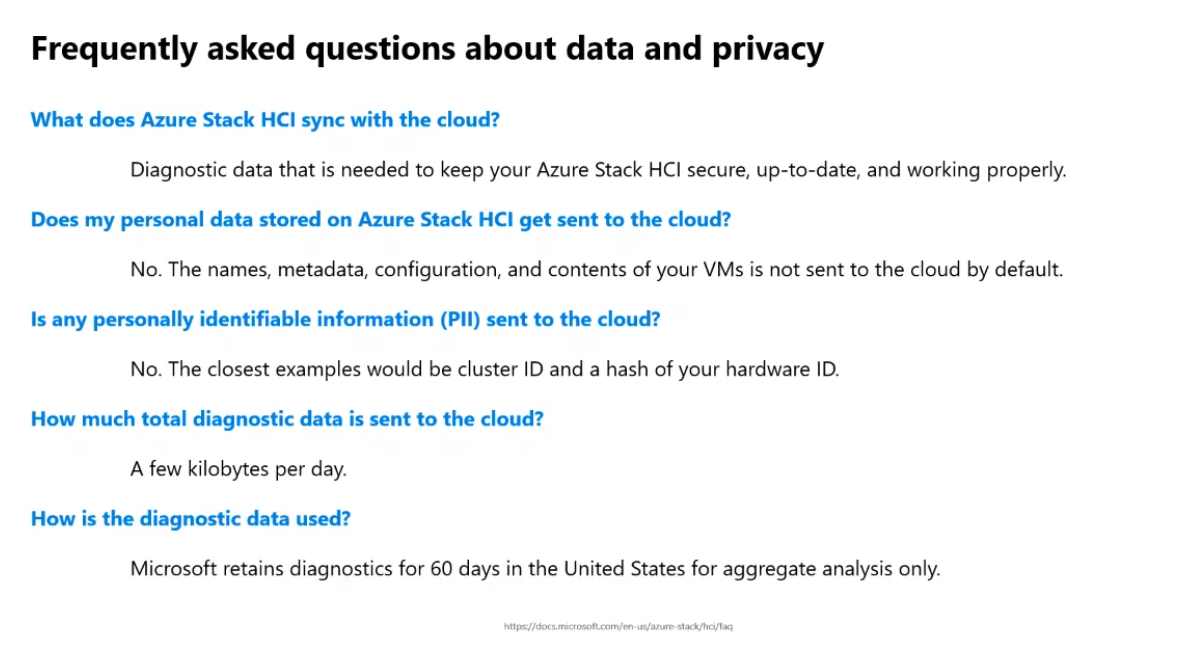 Frequently asked questions about data and privacy
What does Azure Stack HCI sync with the cloud?
Diagnostic data that is needed to keep your Azure Stack HCI secure, up-to-date, and working properly.
Does my personal data stored on Azure Stack HCI get sent to the cloud?
No. The names, metadata, configuration, and contents of your VMs is not sent to the cloud by default.
Is any personally identifiable information (PII) sent to the cloud?
No. The closest examples would be cluster ID and a hash of your hardware ID.
How much total diagnostic data is sent to the cloud?
A few kilobytes per day.
How is the diagnostic data used?
Microsoft retains diagnostics for 60 days in the United States for aggregate analysis only.
https://docs.microsoft.com/en-us/azure-stack/hci/faq